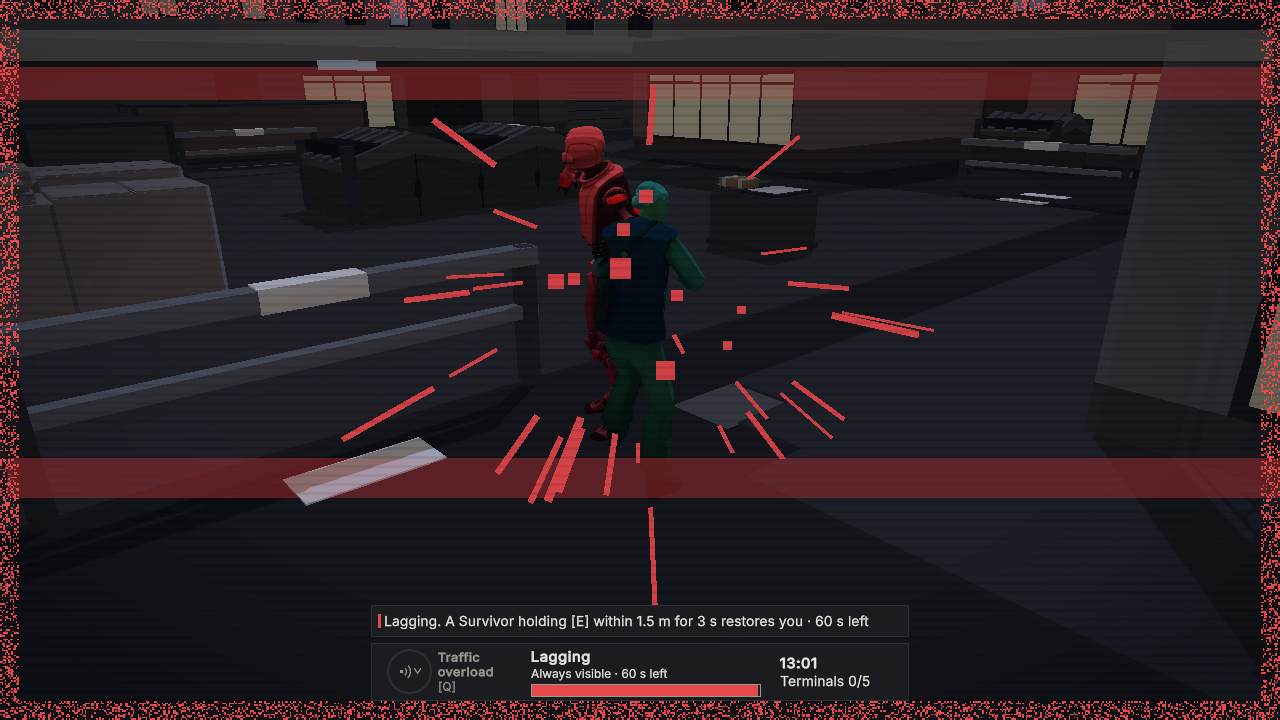 Lagging. A Survivor holding [E] within 1.5 m for 3 s restores you · 60 s left
Traffic
overload
[Q]
Lagging
Always visible · 60 s left
13:01
Terminals 0/5